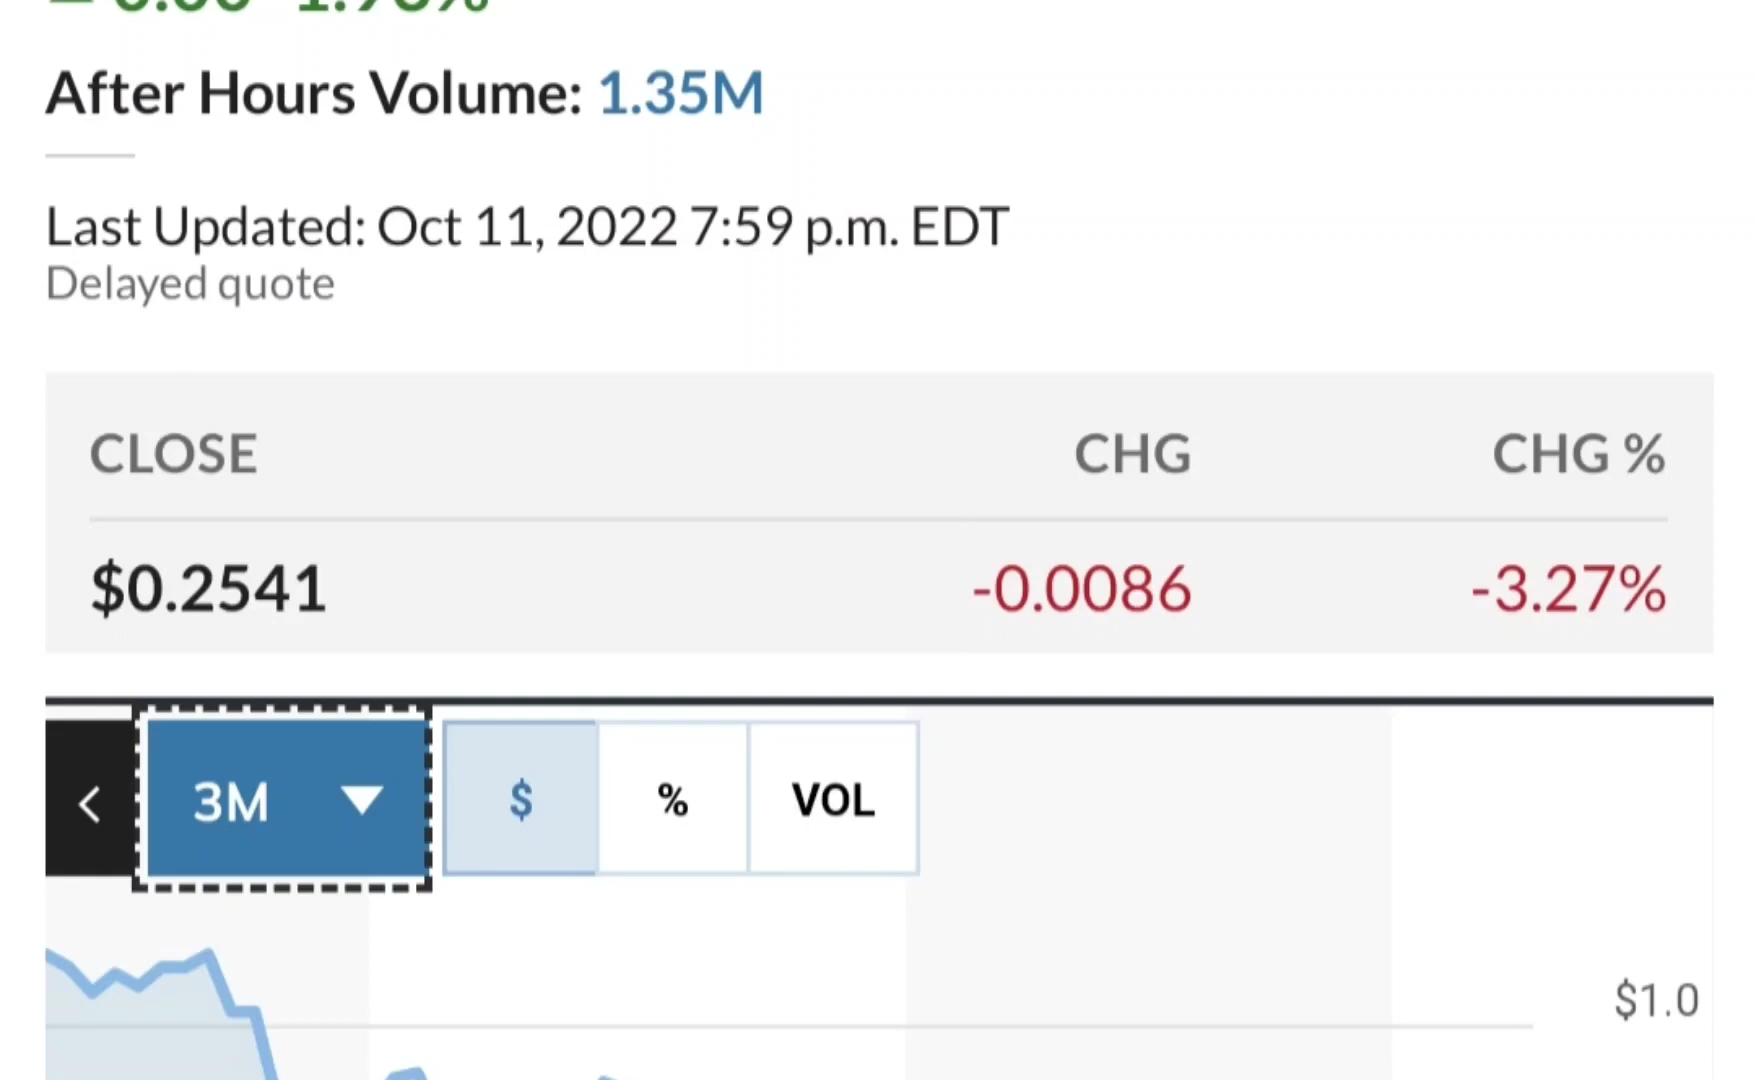 After Hours Volume: 1.35M
Last Updated: Oct 11, 2022 7:59 p.m. EDT
Delayed quote
CLOSE CHG CHG %
$0.2541 -0.0086 -3.27%
< 3M $ % VOL
$1.0